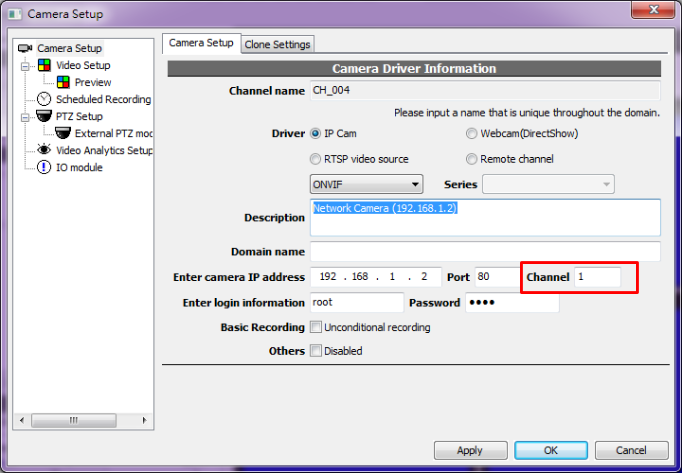 Camera Setup
Camera Setup
Video Setup
Preview
Scheduled Recording
PTZ Setup
External PTZ moc
Video Analytics Setup
IO module
Camera Setup Clone Settings
Camera Driver Information
Channel name CH_004
Please input a name that is unique throughout the domain.
Driver IP Cam Webcam(DirectShow)
RTSP video source Remote channel
ONVIF Series
Description Network Camera (192.168.1.2)
Domain name
Enter camera IP address 192 . 168 . 1 . 2 Port 80 Channel 1
Enter login information root Password ●●●●
Basic Recording Unconditional recording
Others Disabled
Apply OK Cancel